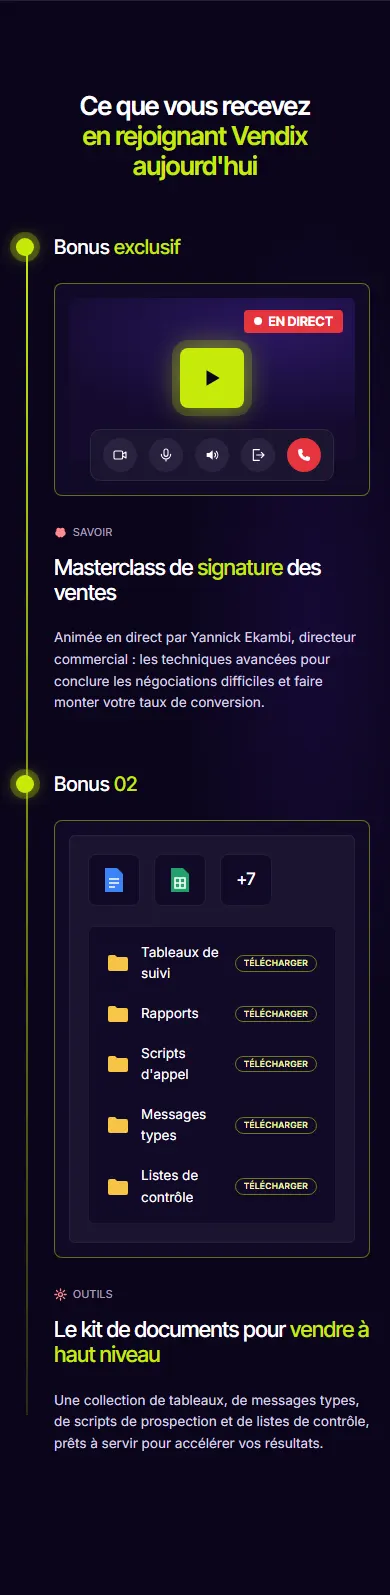 Ce que vous recevez
en rejoignant Vendix
aujourd'hui
Bonus exclusif
EN DIRECT
SAVOIR
Masterclass de signature des
ventes
Animée en direct par Yannick Ekambi, directeur
commercial : les techniques avancées pour
conclure les négociations difficiles et faire
monter votre taux de conversion.
Bonus 02
+7
Tableaux de
suivi
TÉLÉCHARGER
Rapports
TÉLÉCHARGER
Scripts
d'appel
TÉLÉCHARGER
Messages
types
TÉLÉCHARGER
Listes de
contrôle
TÉLÉCHARGER
OUTILS
Le kit de documents pour vendre à
haut niveau
Une collection de tableaux, de messages types,
de scripts de prospection et de listes de contrôle,
prêts à servir pour accélérer vos résultats.